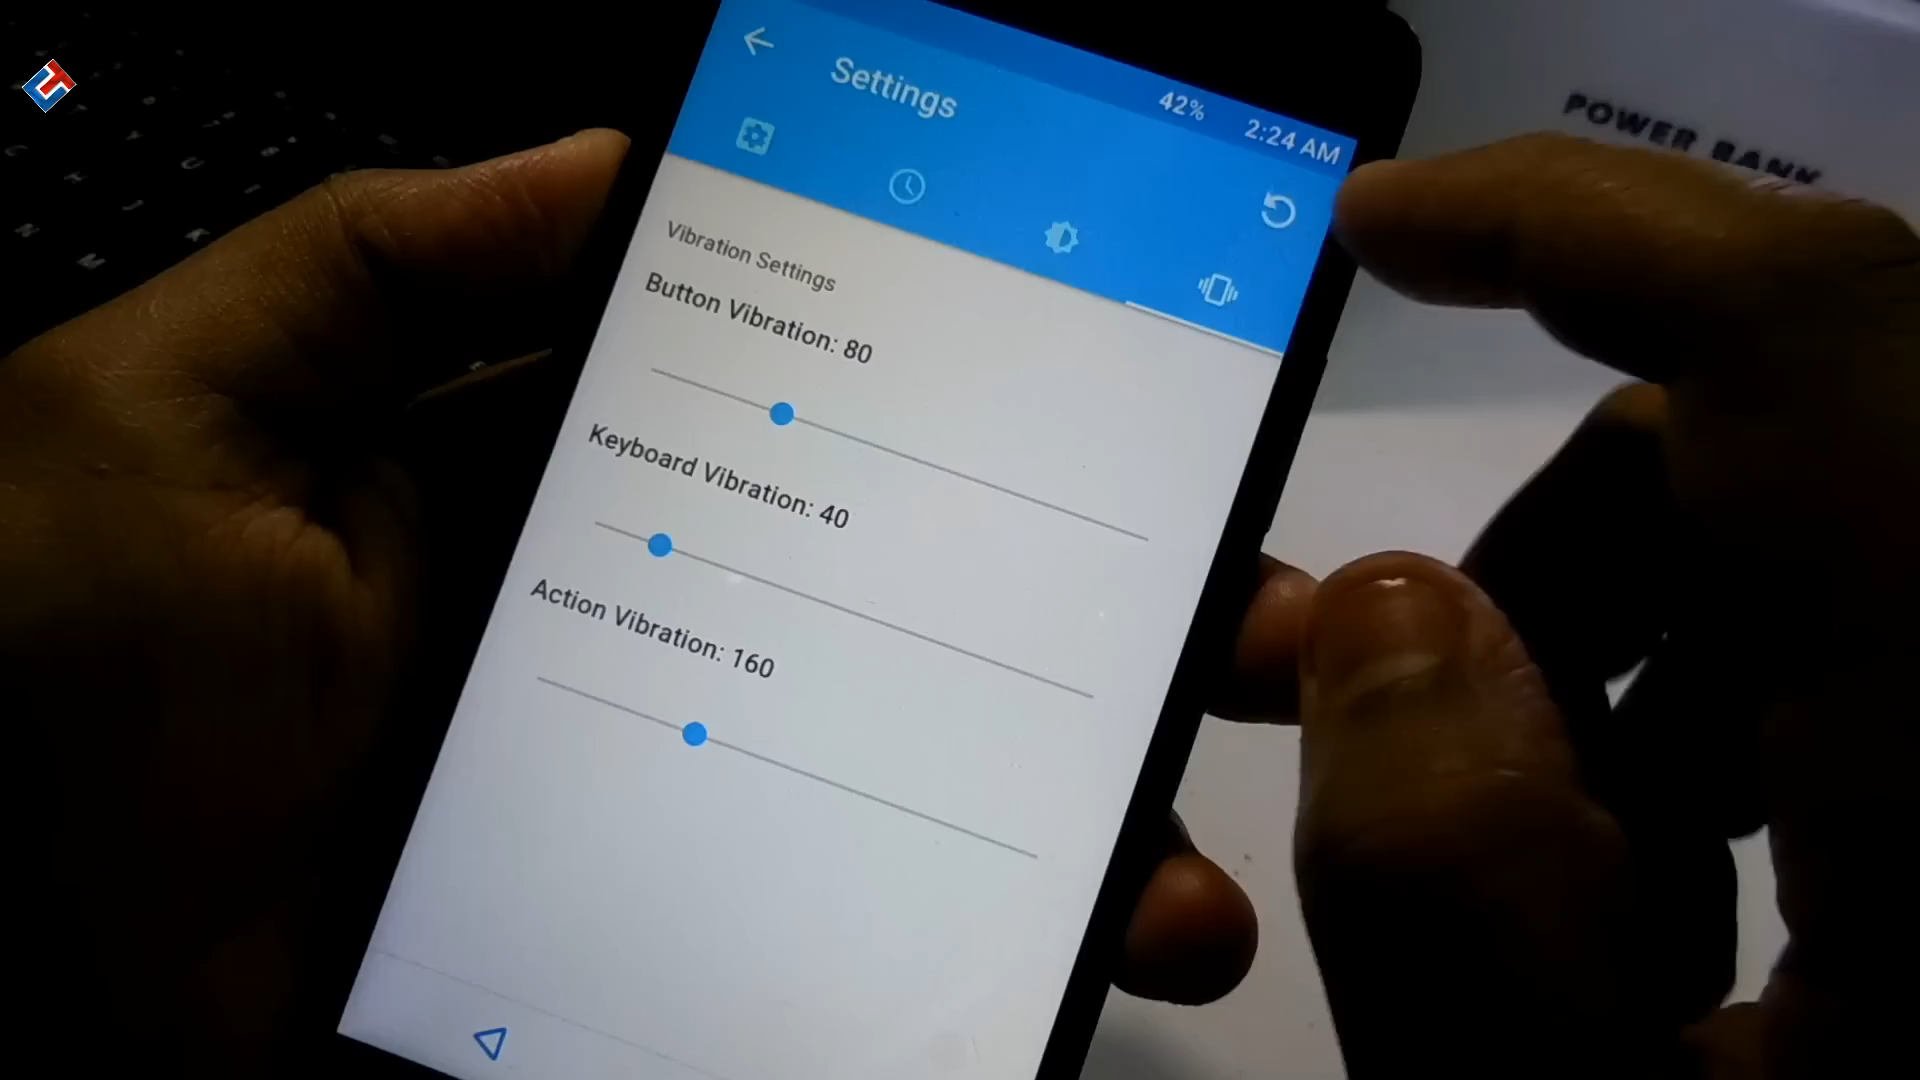 42% 2:24 AM
Settings
Vibration Settings
Button Vibration: 80
Keyboard Vibration: 40
Action Vibration: 160
POWER BANK